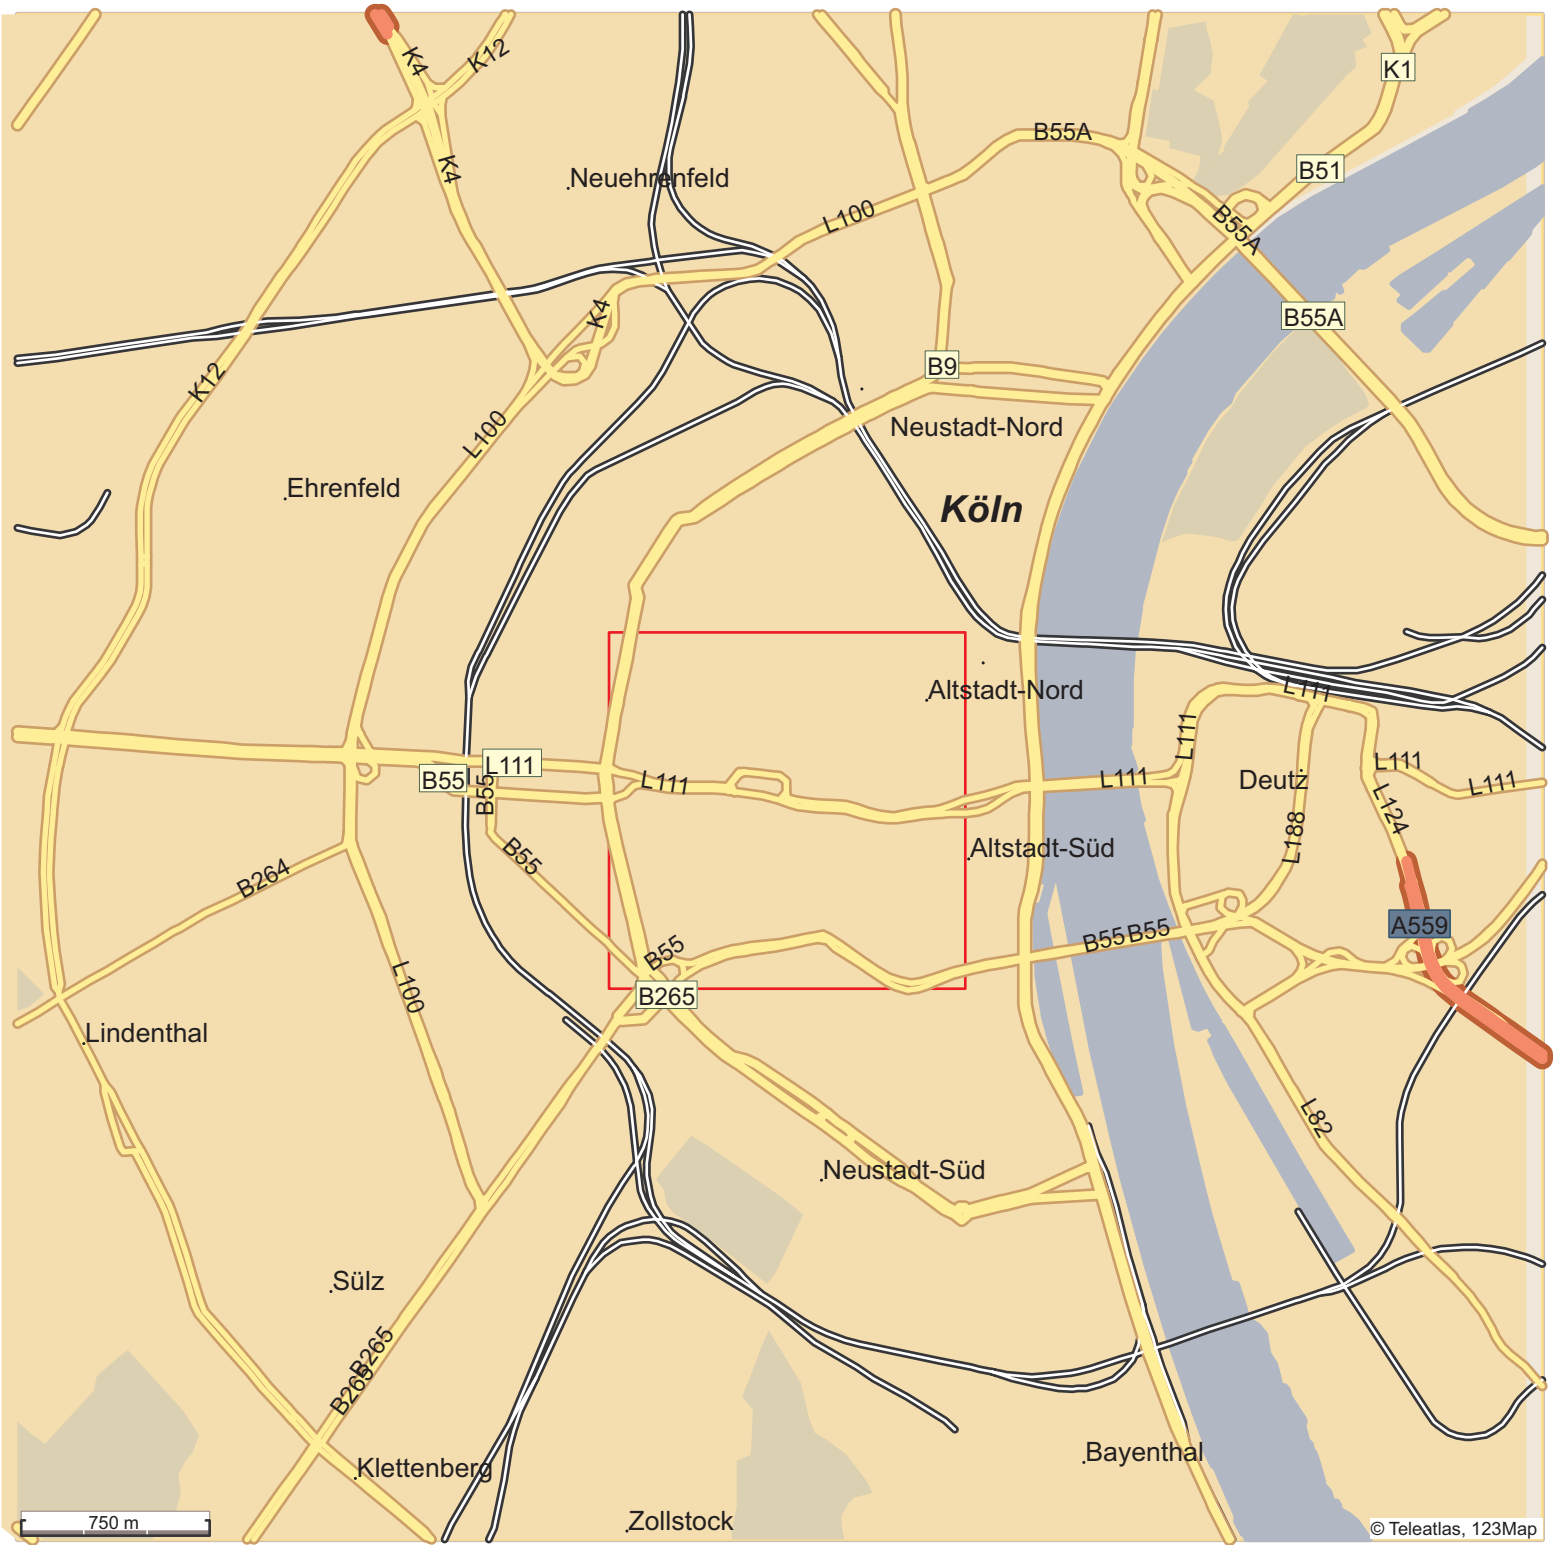 K4
K12
K1
B55A
K4
B51
Neuehrenfeld
L100
B55A
K4
B55A
B9
K12
Neustadt-Nord
L100
Ehrenfeld
Köln
Altstadt-Nord
L111
L111
L111
B55
L111
B55
L111
Deutz
L111
L111
L124
L188
B55
Altstadt-Süd
B264
A559
B55
B55
B55
L100
B265
Lindenthal
L82
Neustadt-Süd
Sülz
B265
B265
Bayenthal
Klettenberg
750 m
Zollstock
© Teleatlas, 123Map